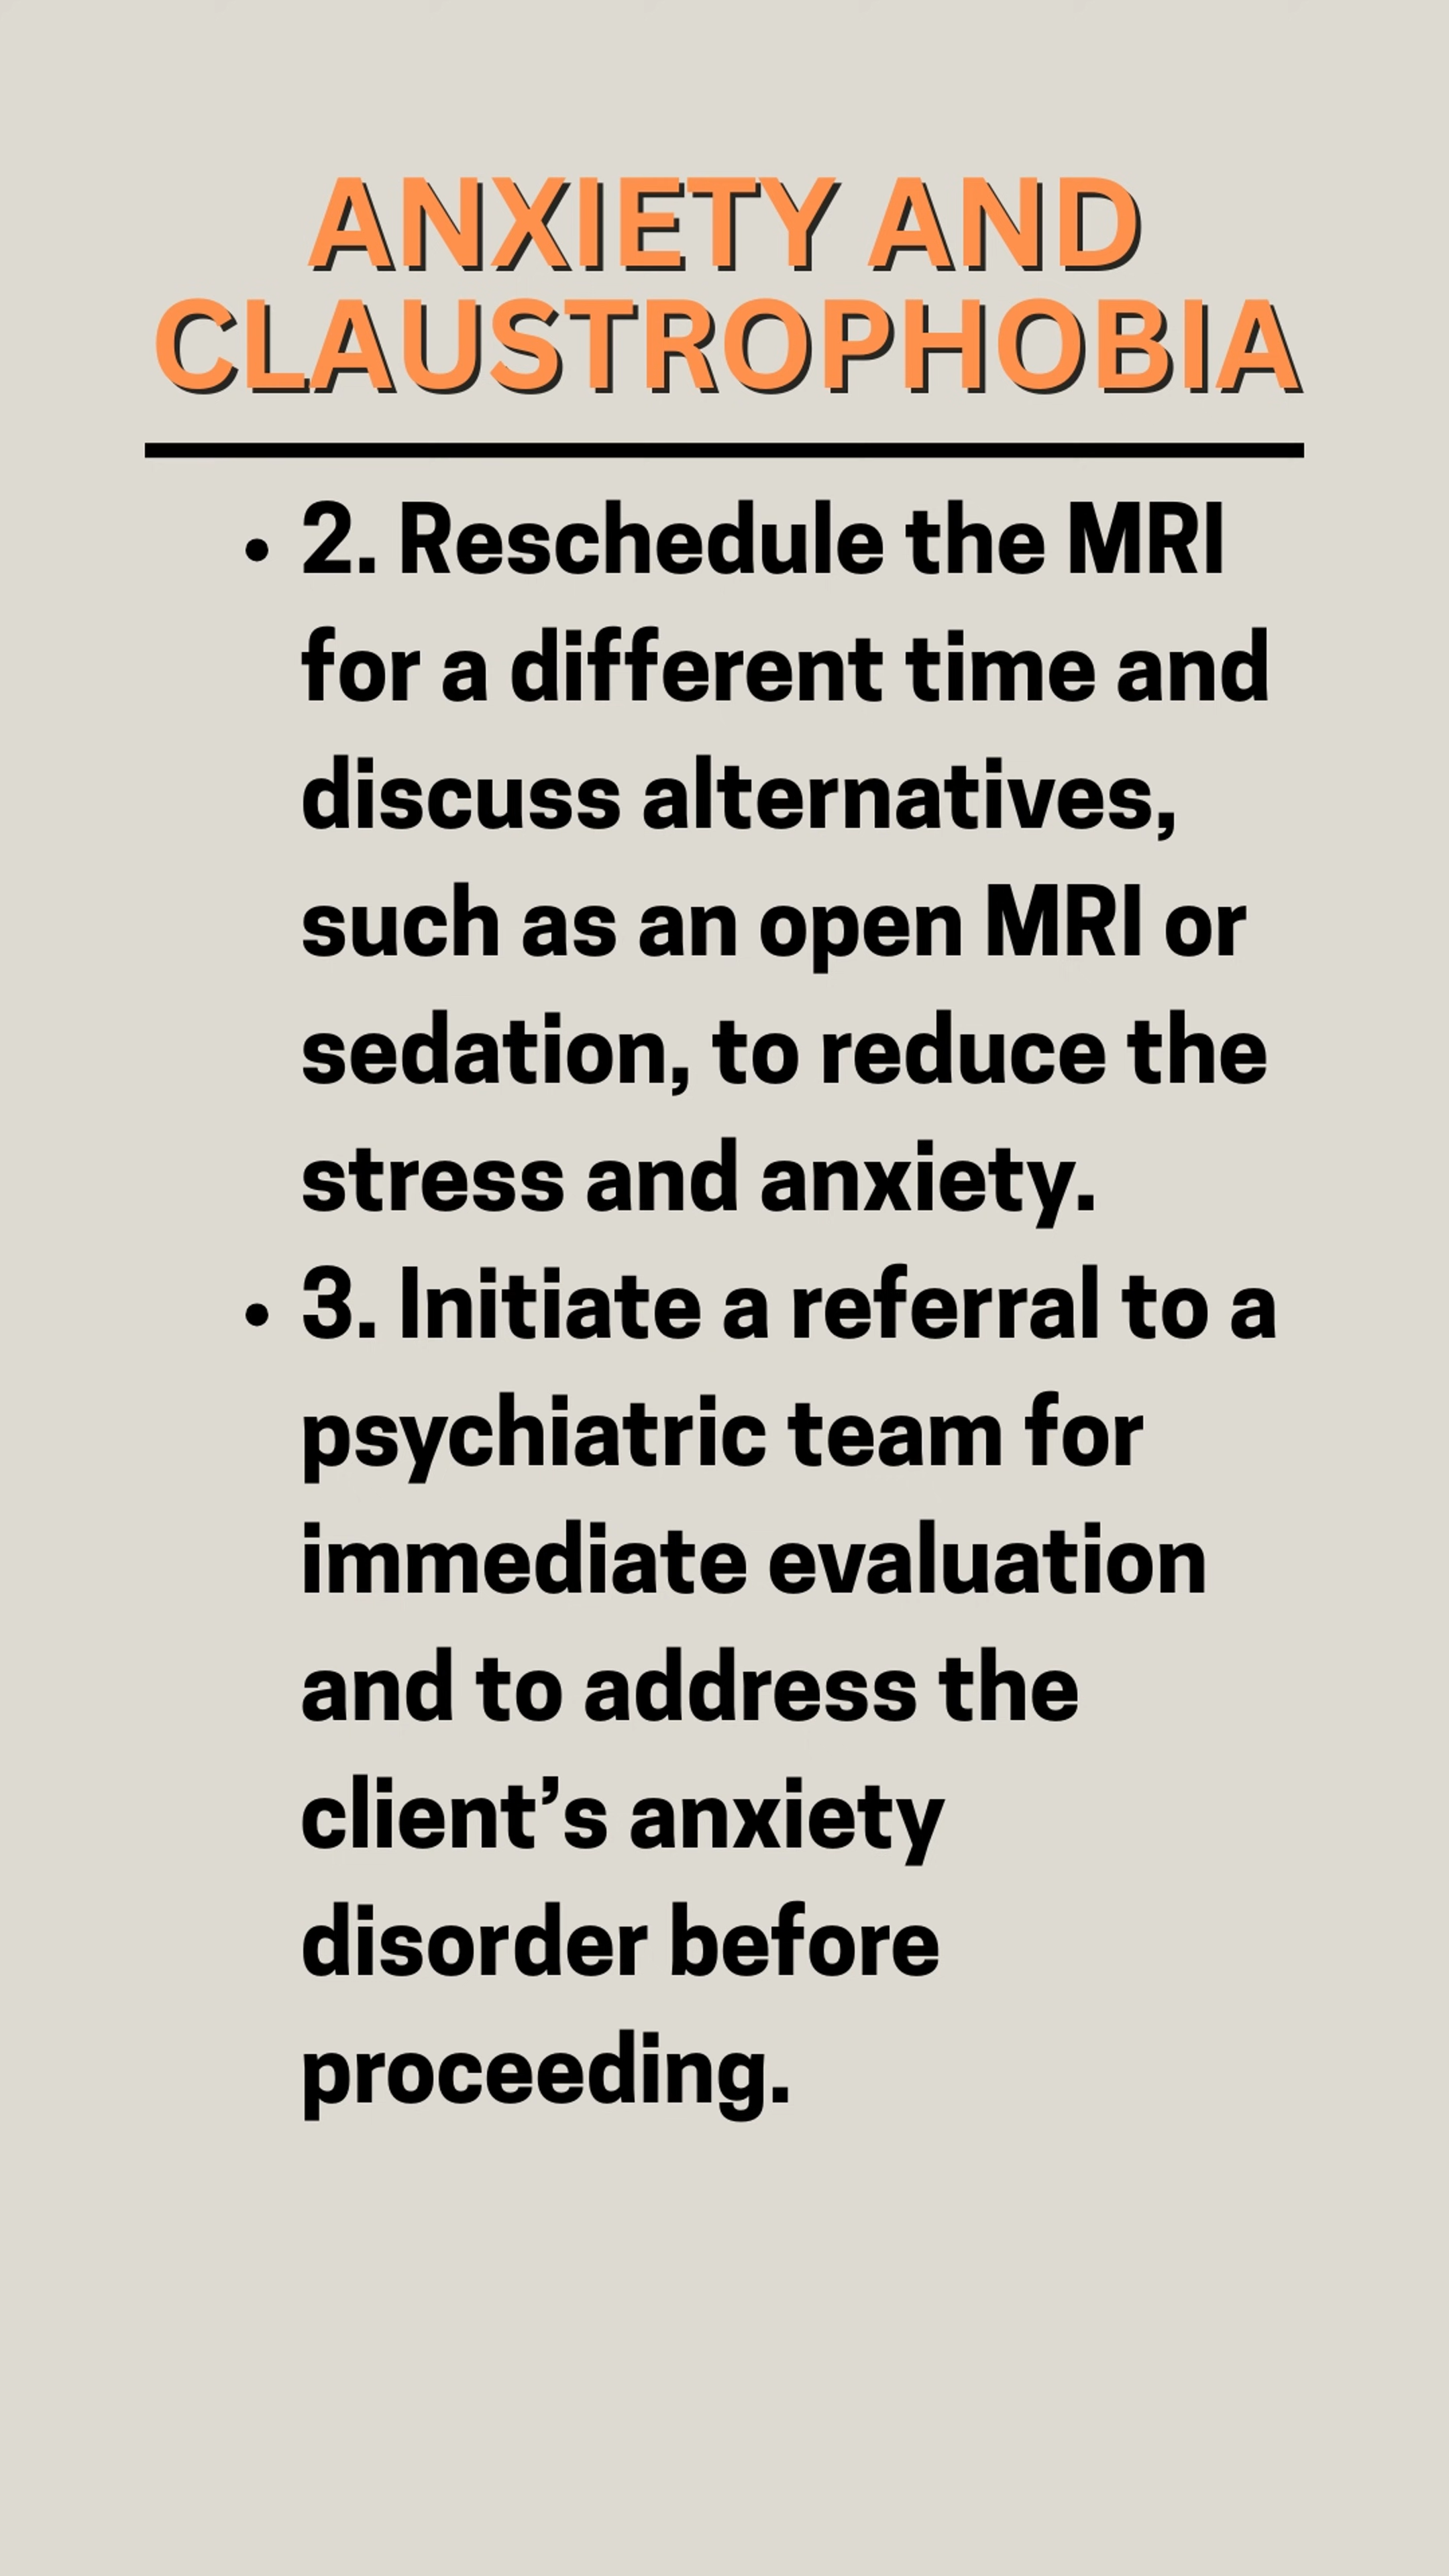 ANXIETY AND
CLAUSTROPHOBIA
• 2. Reschedule the MRI
for a different time and
discuss alternatives,
such as an open MRI or
sedation, to reduce the
stress and anxiety.
• 3. Initiate a referral to a
psychiatric team for
immediate evaluation
and to address the
client’s anxiety
disorder before
proceeding.